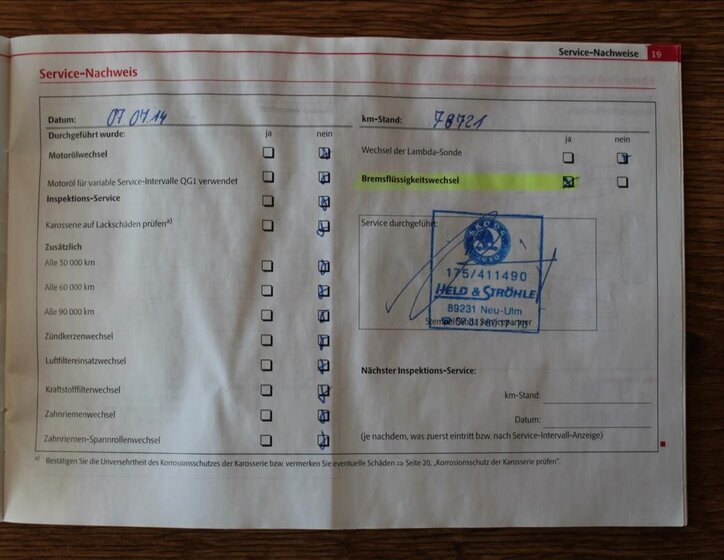 Service-Nachweise 19
Service-Nachweis
Datum: 07.07.14
km-Stand: 78721
Durchgeführt wurde: ja nein
ja nein
Motorölwechsel
Wechsel der Lambda-Sonde
Motoröl für variable Service-Intervalle QG1 verwendet
Bremsflüssigkeitswechsel
Inspektions-Service
Karosserie auf Lackschäden prüfen a)
Service durchgeführt:
Zusätzlich
Alle 30 000 km
Alle 60 000 km
Alle 90 000 km
Zündkerzenwechsel
Luftfiltereinsatzwechsel
Kraftstofffilterwechsel
Zahnriemenwechsel
Zahnriemen-Spannrollenwechsel
SKODA
AUTO
175/411490
HELD & STRÖHLE
89231 Neu-Ulm
Nächster Inspektions-Service:
km-Stand:
Datum:
(je nachdem, was zuerst eintritt bzw. nach Service-Intervall-Anzeige)
a) Bestätigen Sie die Unversehrtheit des Korrosionsschutzes der Karosserie bzw. vermerken Sie eventuelle Schäden ⇒ Seite 20, „Korrosionsschutz der Karosserie prüfen“.